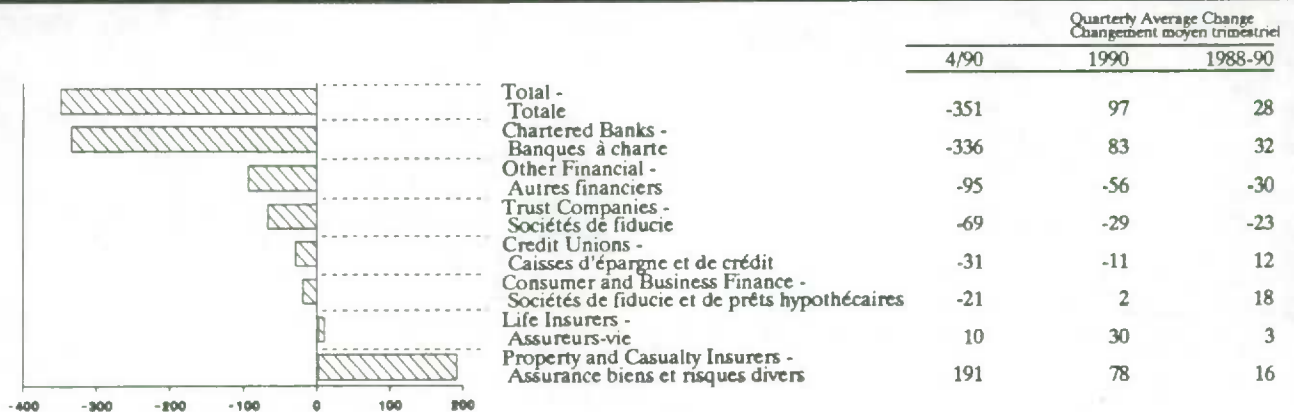 Quarterly Average Change
Changement moyen trimestriel
4/90 1990 1988-90
Total -
Totale -351 97 28
Chartered Banks -
Banques à charte -336 83 32
Other Financial -
Autres financiers -95 -56 -30
Trust Companies -
Sociétés de fiducie -69 -29 -23
Credit Unions -
Caisses d'épargne et de crédit -31 -11 12
Consumer and Business Finance -
Sociétés de fiducie et de prêts hypothécaires -21 2 18
Life Insurers -
Assureurs-vie 10 30 3
Property and Casualty Insurers -
Assurance biens et risques divers 191 78 16
-400 -300 -200 -100 0 100 200